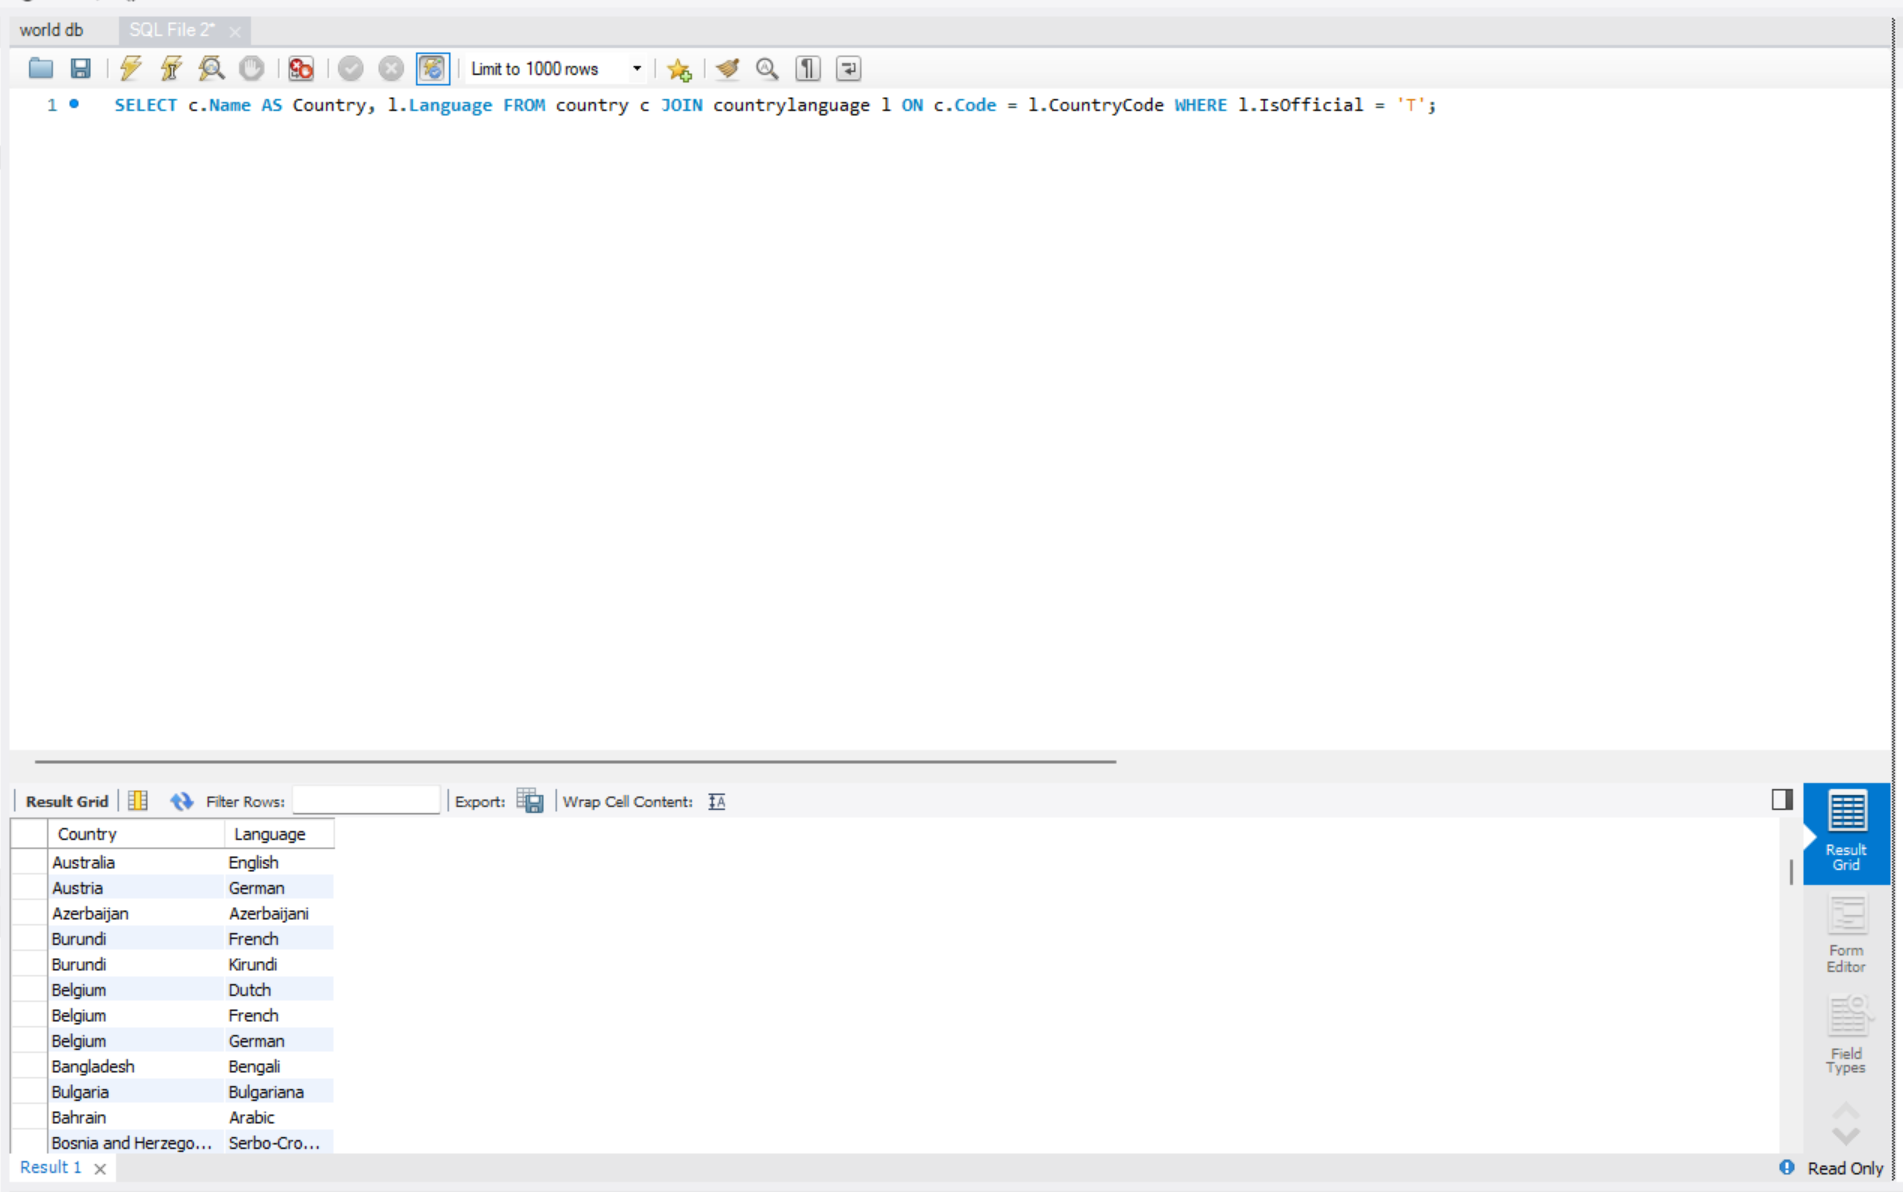 world db SQL File 2*
Limit to 1000 rows
1 SELECT c.Name AS Country, l.Language FROM country c JOIN countrylanguage l ON c.Code = l.CountryCode WHERE l.IsOfficial = 'T';
Result Grid Filter Rows: Export: Wrap Cell Content:
Country Language
Australia English
Austria German
Azerbaijan Azerbaijani
Burundi French
Burundi Kirundi
Belgium Dutch
Belgium French
Belgium German
Bangladesh Bengali
Bulgaria Bulgariana
Bahrain Arabic
Bosnia and Herzego... Serbo-Cro...
Result
Grid
Form
Editor
Field
Types
Result 1 Read Only